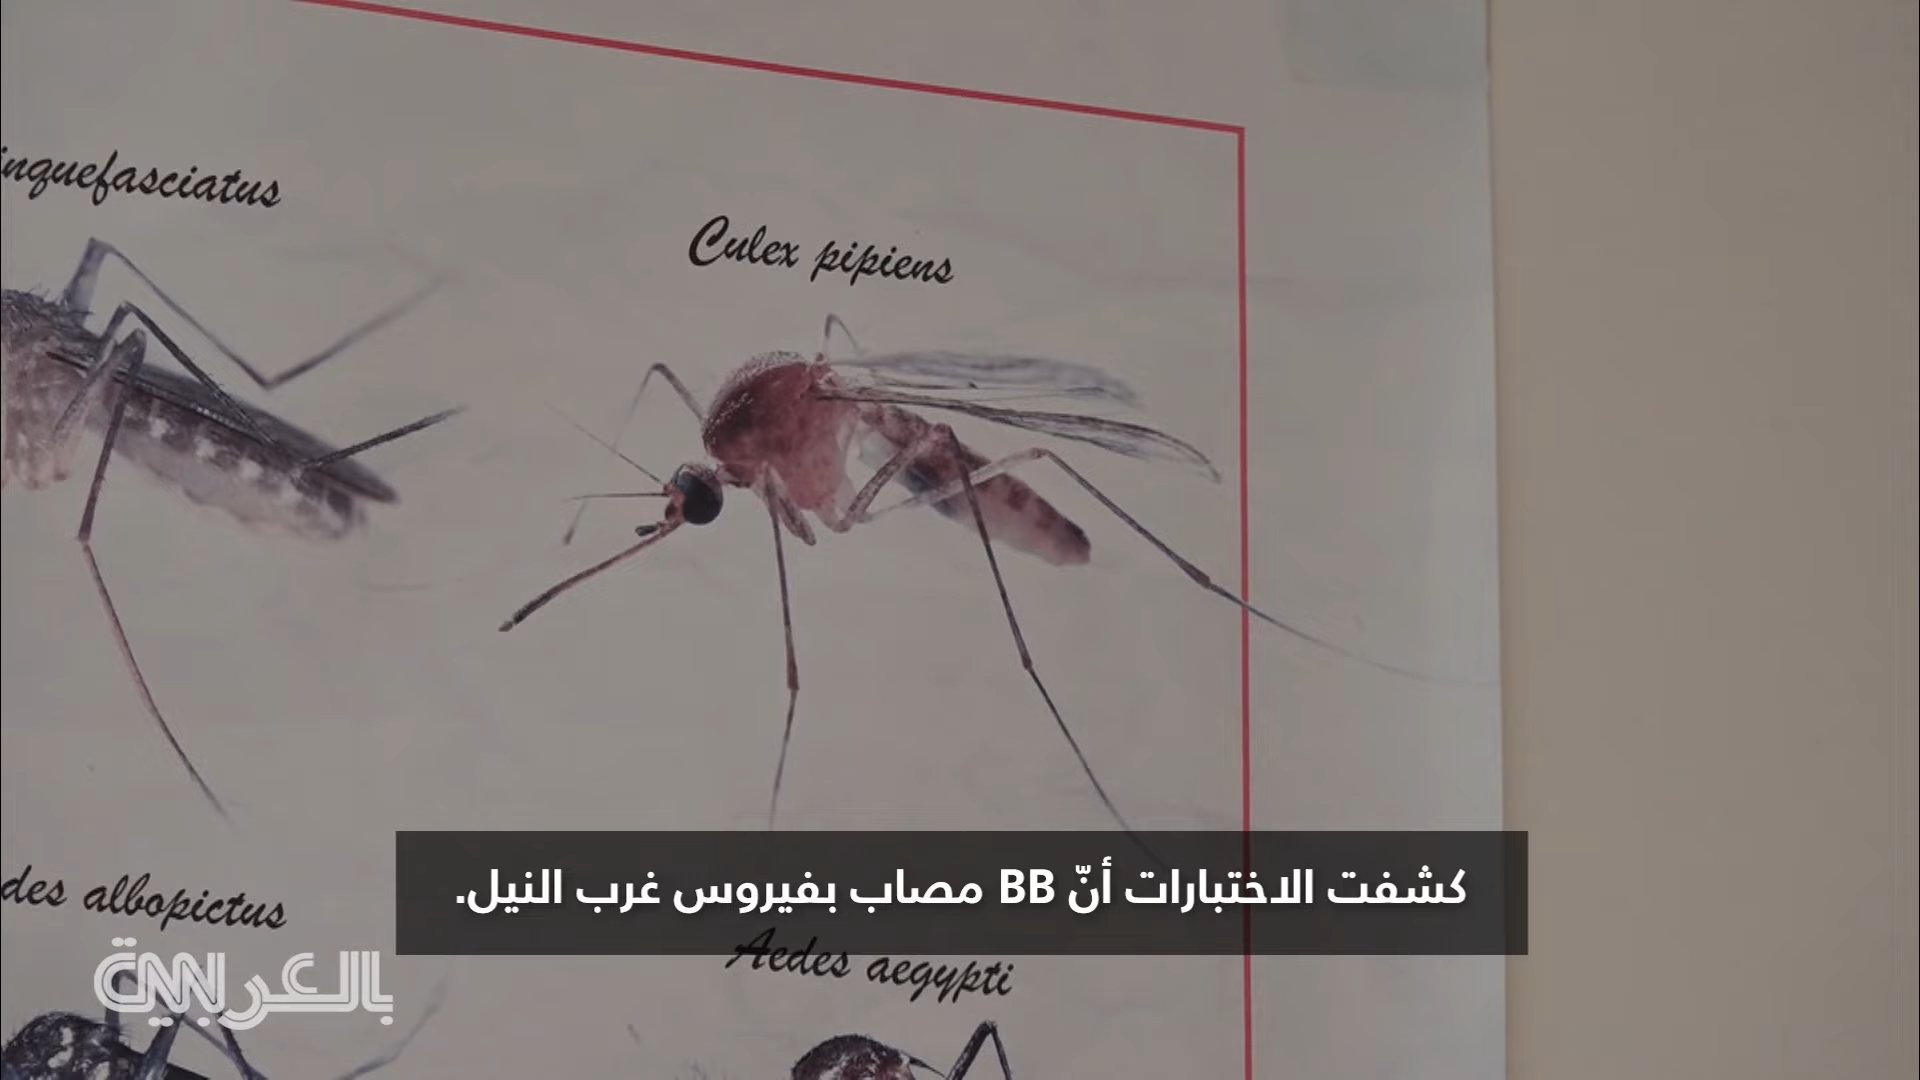 inquefasciatus
Culex pipiens
كشفت الاختبارات أنّ BB مصاب بفيروس غرب النيل.
des albopictus
Aedes aegypti
CNN بالعربية